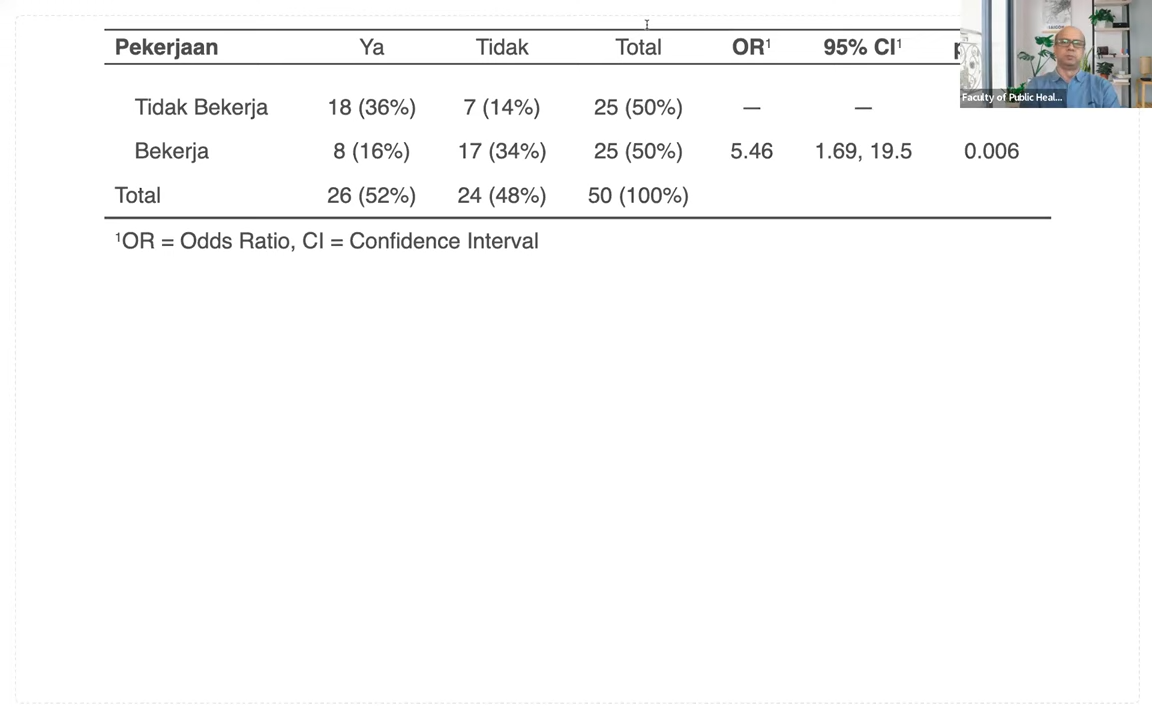 Pekerjaan Ya Tidak Total OR¹ 95% CI¹
Tidak Bekerja 18 (36%) 7 (14%) 25 (50%) — —
Bekerja 8 (16%) 17 (34%) 25 (50%) 5.46 1.69, 19.5 0.006
Total 26 (52%) 24 (48%) 50 (100%)
¹OR = Odds Ratio, CI = Confidence Interval
Faculty of Public Heal...